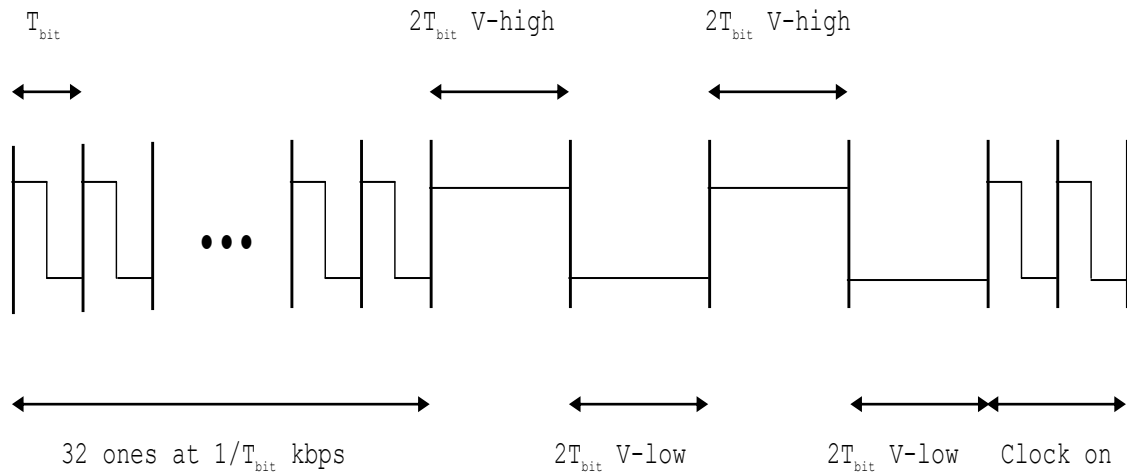 T_bit
2T_bit V-high
2T_bit V-high
32 ones at 1/T_bit kbps
2T_bit V-low
2T_bit V-low
Clock on